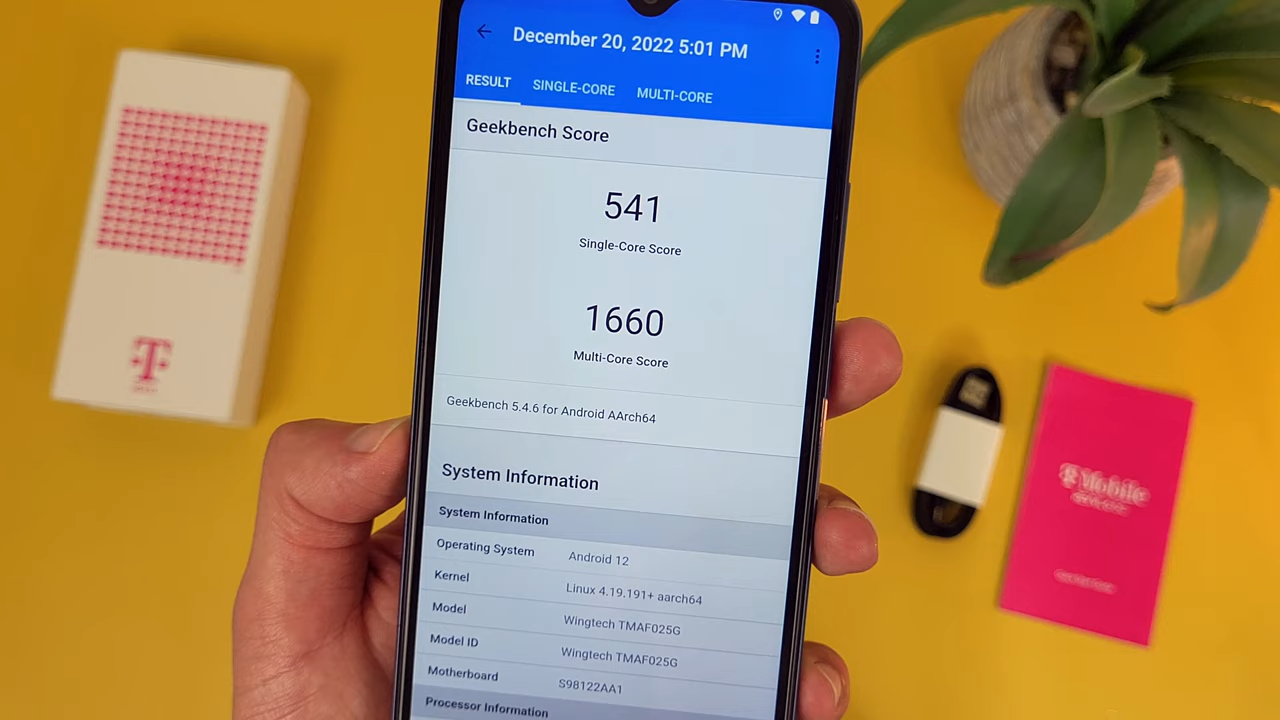 December 20, 2022 5:01 PM
RESULT SINGLE-CORE MULTI-CORE
Geekbench Score
541
Single-Core Score
1660
Multi-Core Score
Geekbench 5.4.6 for Android AArch64
System Information
System Information
Operating System Android 12
Kernel Linux 4.19.191+ aarch64
Model Wingtech TMAF025G
Model ID Wingtech TMAF025G
Motherboard S98122AA1
Processor Information
T
T Mobile